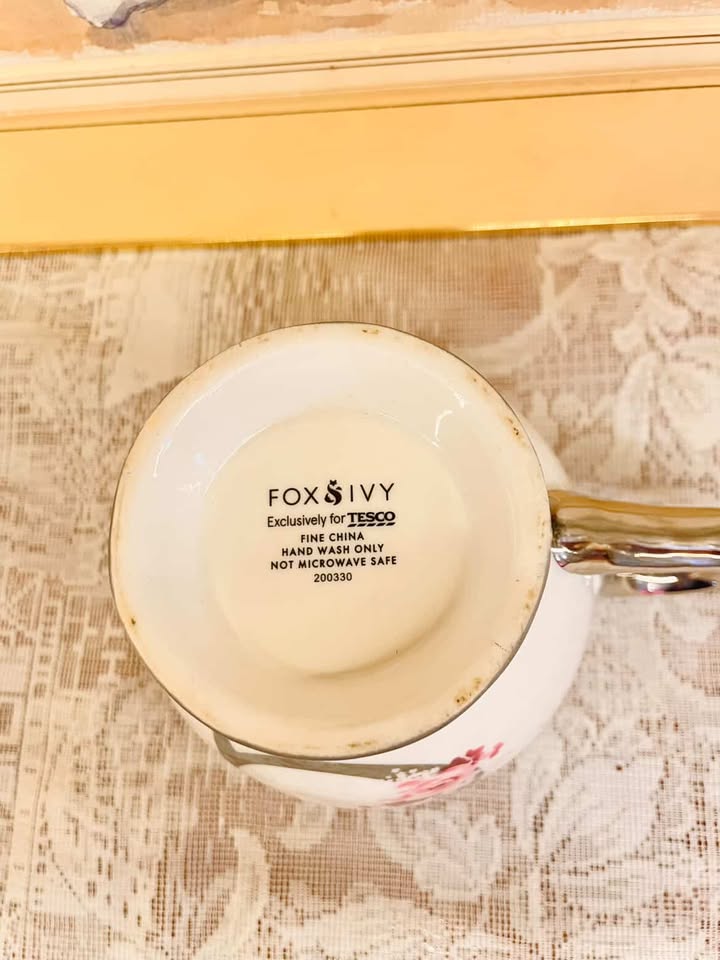 FOX & IVY
Exclusively for TESCO
FINE CHINA
HAND WASH ONLY
NOT MICROWAVE SAFE
200330